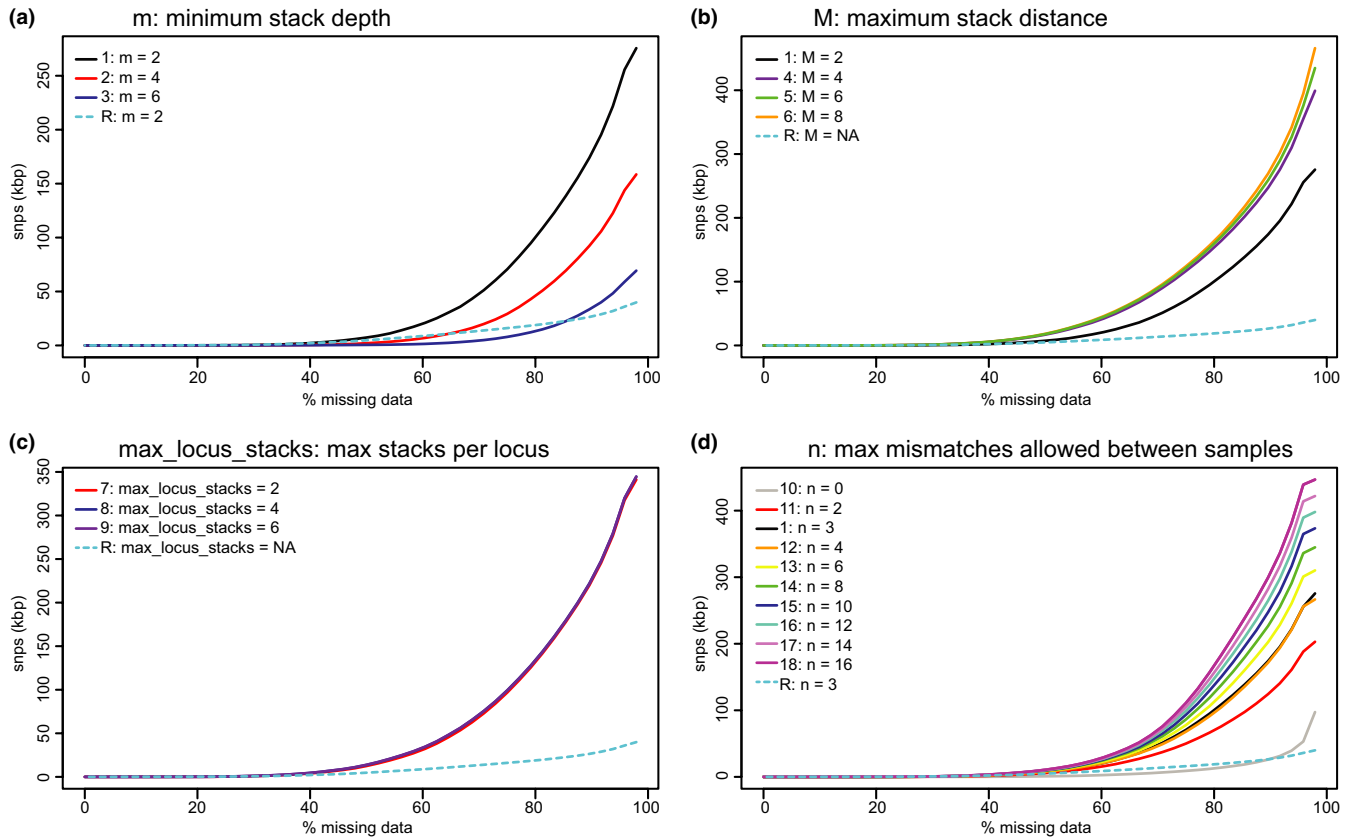 (a) m: minimum stack depth
snps (kbp)
250
200
150
100
50
0
1: m = 2
2: m = 4
3: m = 6
R: m = 2
0 20 40 60 80 100
% missing data
(b) M: maximum stack distance
snps (kbp)
400
300
200
100
0
1: M = 2
4: M = 4
5: M = 6
6: M = 8
R: M = NA
0 20 40 60 80 100
% missing data
(c) max_locus_stacks: max stacks per locus
snps (kbp)
350
300
250
200
150
100
50
0
7: max_locus_stacks = 2
8: max_locus_stacks = 4
9: max_locus_stacks = 6
R: max_locus_stacks = NA
0 20 40 60 80 100
% missing data
(d) n: max mismatches allowed between samples
snps (kbp)
400
300
200
100
0
10: n = 0
11: n = 2
1: n = 3
12: n = 4
13: n = 6
14: n = 8
15: n = 10
16: n = 12
17: n = 14
18: n = 16
R: n = 3
0 20 40 60 80 100
% missing data